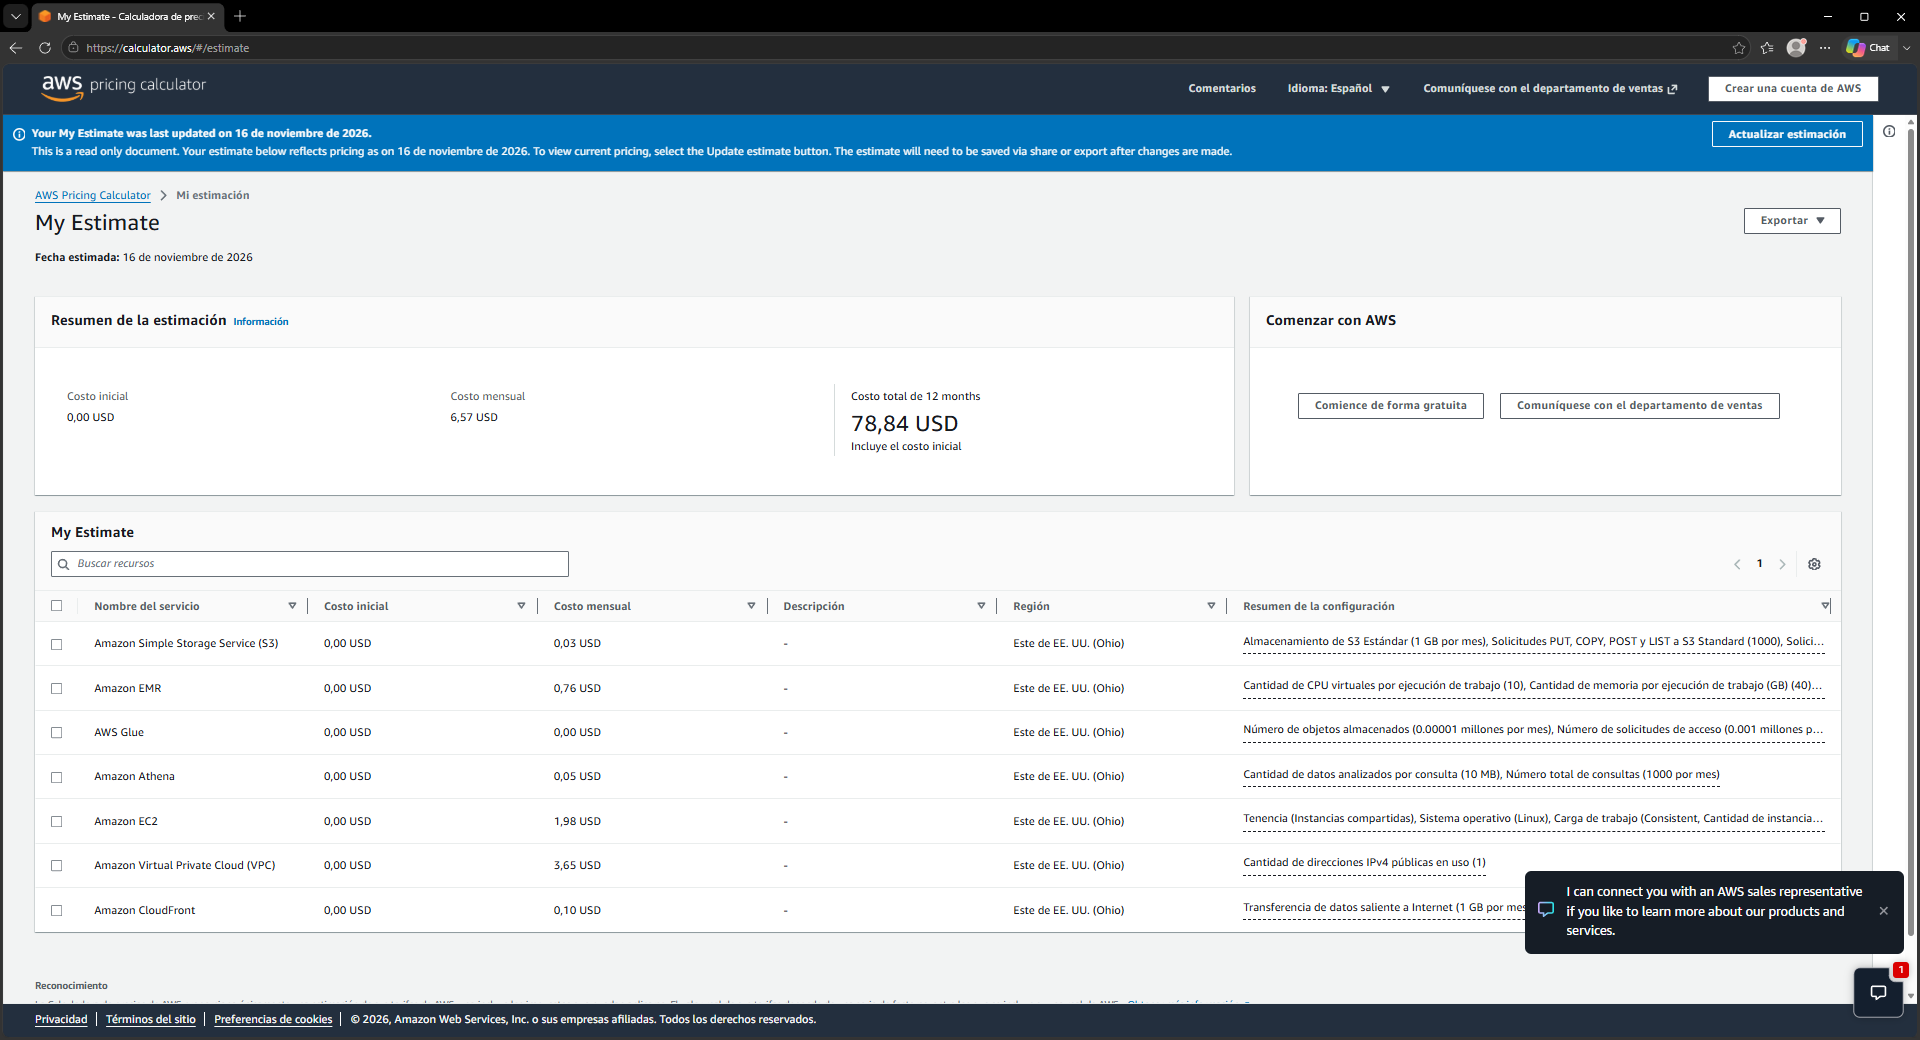 My Estimate - Calculadora de prec
https://calculator.aws/#/estimate
Chat
aws pricing calculator
Comentarios
Idioma: Español
Comuníquese con el departamento de ventas
Crear una cuenta de AWS
Your My Estimate was last updated on 16 de noviembre de 2026.
This is a read only document. Your estimate below reflects pricing as on 16 de noviembre de 2026. To view current pricing, select the Update estimate button. The estimate will need to be saved via share or export after changes are made.
Actualizar estimación
AWS Pricing Calculator > Mi estimación
My Estimate
Exportar
Fecha estimada: 16 de noviembre de 2026
Resumen de la estimación Información
Costo inicial
0,00 USD
Costo mensual
6,57 USD
Costo total de 12 months
78,84 USD
Incluye el costo inicial
Comenzar con AWS
Comience de forma gratuita
Comuníquese con el departamento de ventas
My Estimate
Buscar recursos
1
Nombre del servicio Costo inicial Costo mensual Descripción Región Resumen de la configuración
Amazon Simple Storage Service (S3) 0,00 USD 0,03 USD - Este de EE. UU. (Ohio) Almacenamiento de S3 Estándar (1 GB por mes), Solicitudes PUT, COPY, POST y LIST a S3 Standard (1000), Solici...
Amazon EMR 0,00 USD 0,76 USD - Este de EE. UU. (Ohio) Cantidad de CPU virtuales por ejecución de trabajo (10), Cantidad de memoria por ejecución de trabajo (GB) (40)...
AWS Glue 0,00 USD 0,00 USD - Este de EE. UU. (Ohio) Número de objetos almacenados (0.00001 millones por mes), Número de solicitudes de acceso (0.001 millones p...
Amazon Athena 0,00 USD 0,05 USD - Este de EE. UU. (Ohio) Cantidad de datos analizados por consulta (10 MB), Número total de consultas (1000 por mes)
Amazon EC2 0,00 USD 1,98 USD - Este de EE. UU. (Ohio) Tenencia (Instancias compartidas), Sistema operativo (Linux), Carga de trabajo (Consistent, Cantidad de instancia...
Amazon Virtual Private Cloud (VPC) 0,00 USD 3,65 USD - Este de EE. UU. (Ohio) Cantidad de direcciones IPv4 públicas en uso (1)
Amazon CloudFront 0,00 USD 0,10 USD - Este de EE. UU. (Ohio) Transferencia de datos saliente a Internet (1 GB por mes
I can connect you with an AWS sales representative
if you like to learn more about our products and
services.
1
Reconocimiento
Privacidad | Términos del sitio | Preferencias de cookies | © 2026, Amazon Web Services, Inc. o sus empresas afiliadas. Todos los derechos reservados.